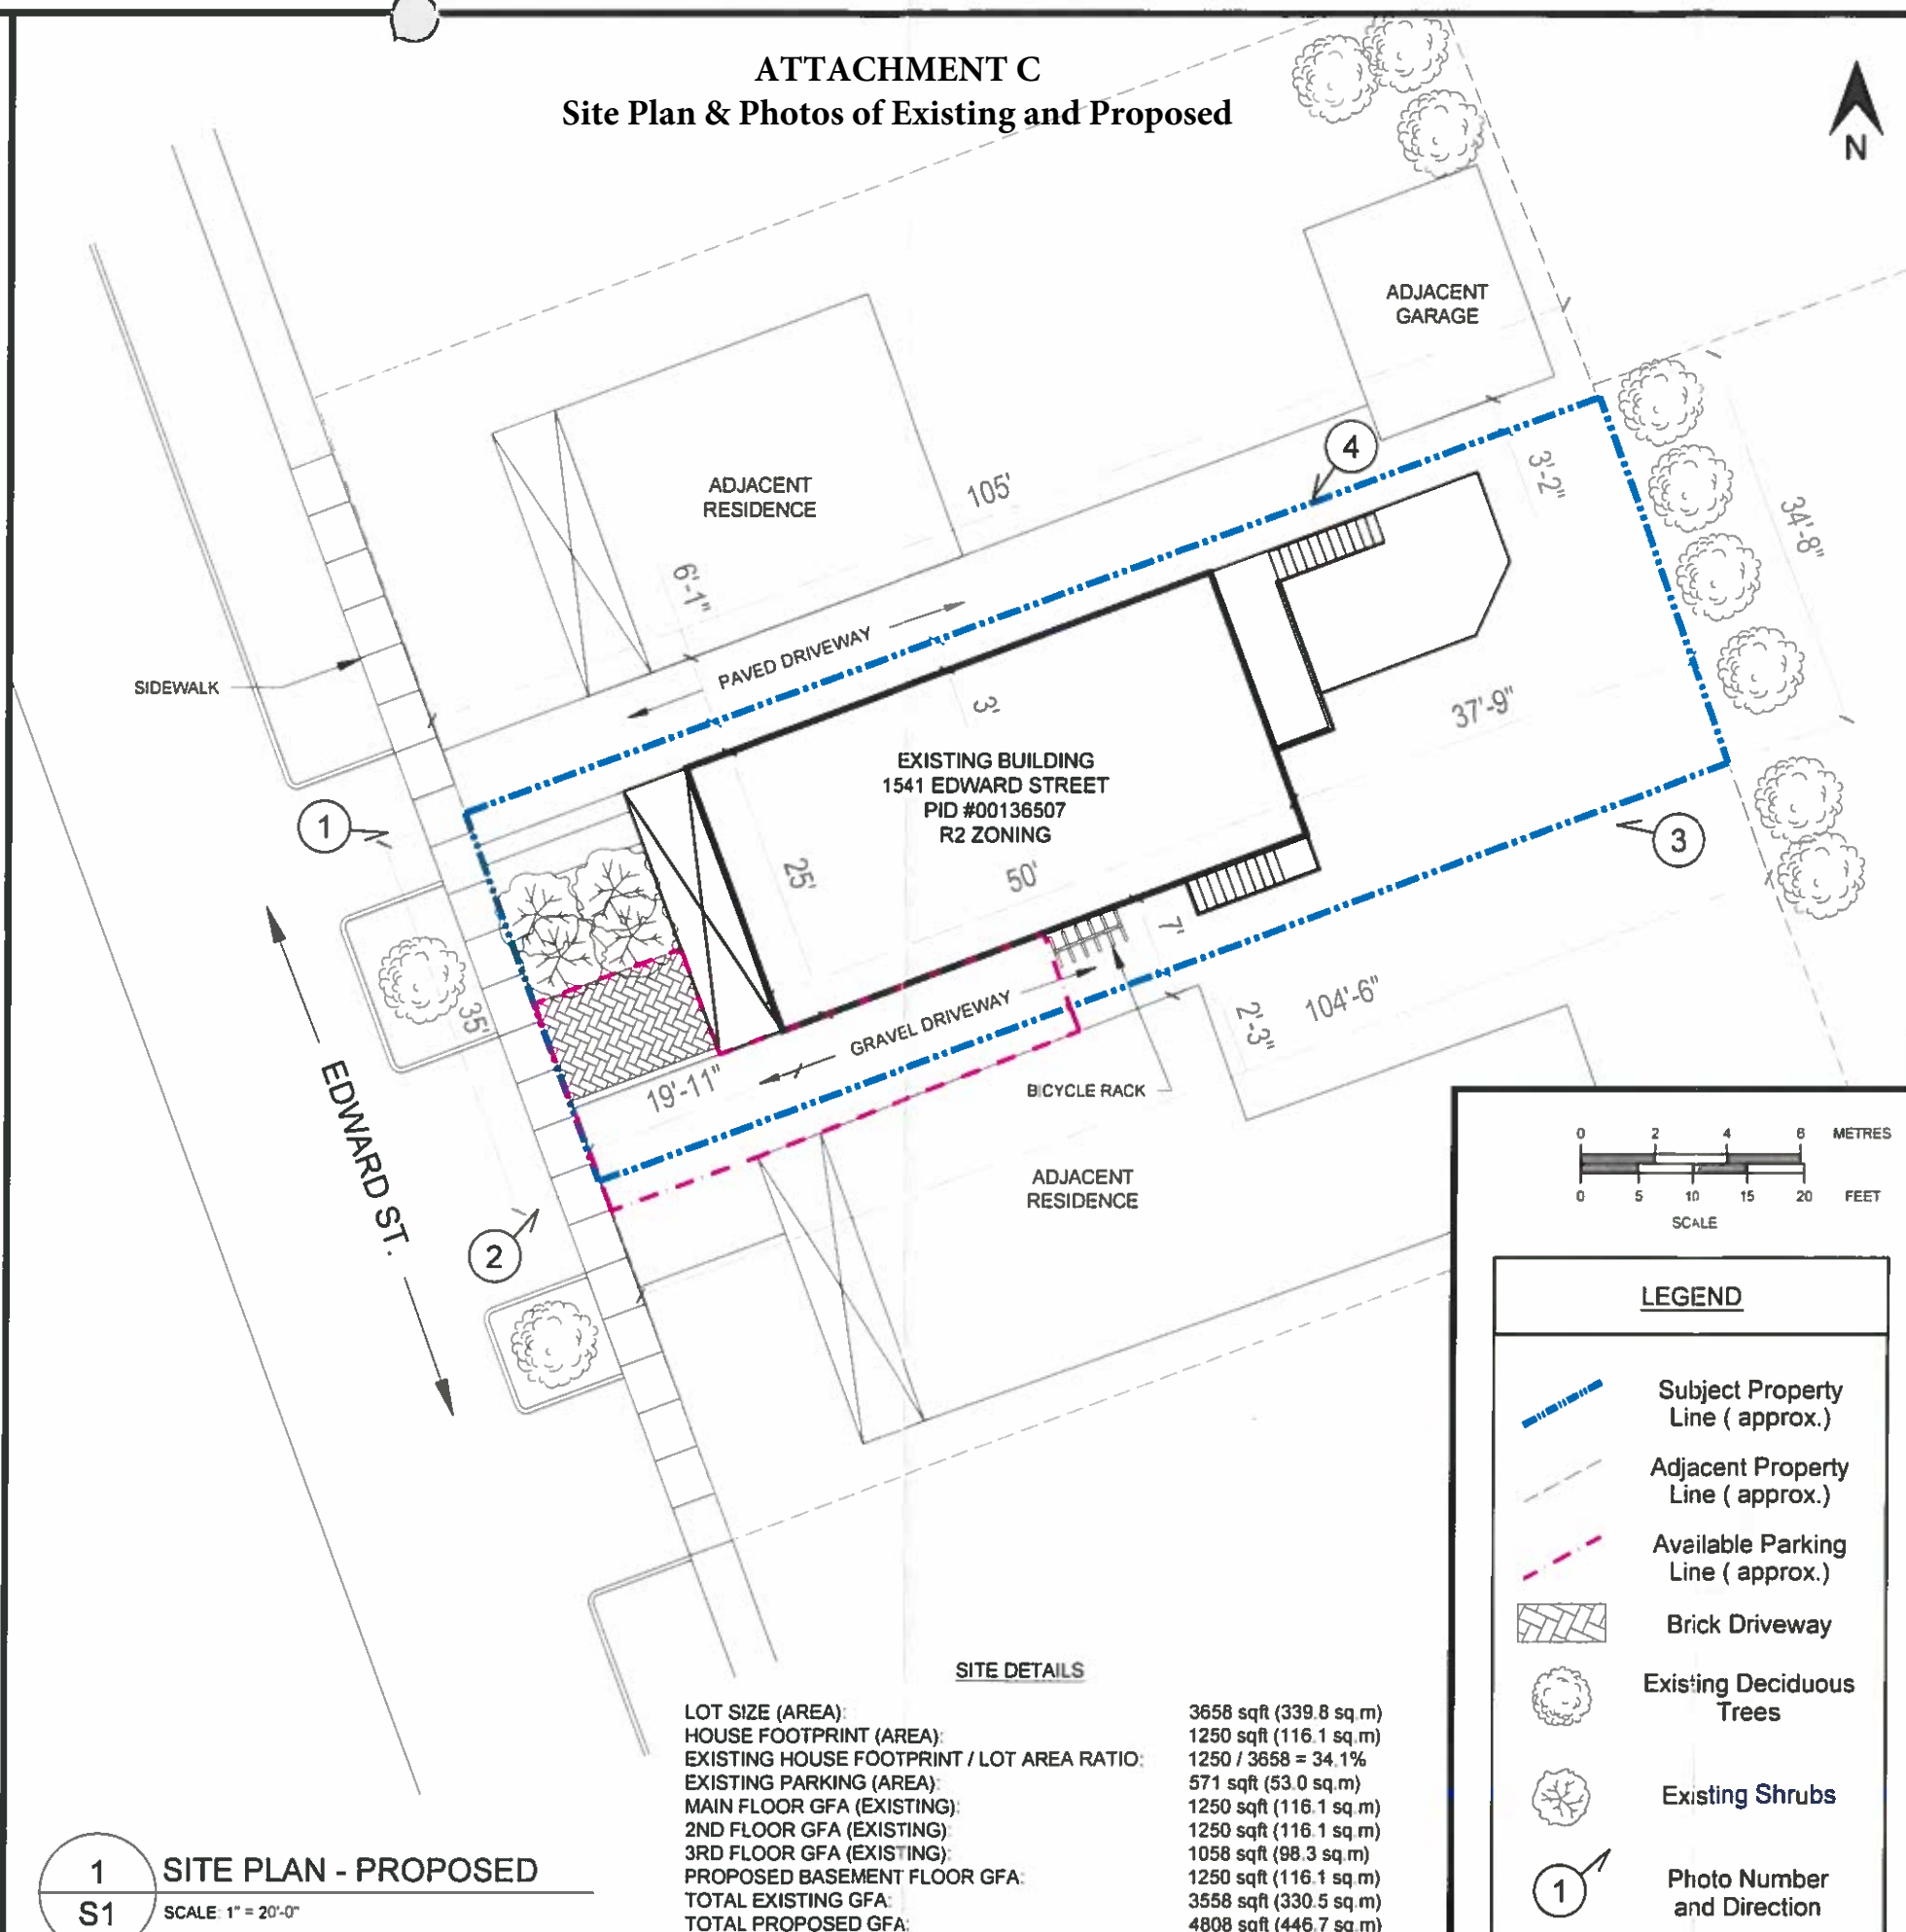 ATTACHMENT C
Site Plan & Photos of Existing and Proposed
N
ADJACENT
GARAGE
4
ADJACENT
RESIDENCE
105'
3'-2"
34'-8"
6'-1"
PAVED DRIVEWAY
SIDEWALK
3'
37'-9"
EXISTING BUILDING
1541 EDWARD STREET
PID #00136507
R2 ZONING
1
3
25'
50'
7'
35'
GRAVEL DRIVEWAY
2'-3"
104'-6"
19'-11"
BICYCLE RACK
EDWARD ST.
2
ADJACENT
RESIDENCE
0 2 4 6 METRES
0 5 10 15 20 FEET
SCALE
LEGEND
Subject Property
Line ( approx.)
Adjacent Property
Line ( approx.)
Available Parking
Line ( approx.)
Brick Driveway
Existing Deciduous
Trees
Existing Shrubs
1
Photo Number
and Direction
SITE DETAILS
LOT SIZE (AREA): 3658 sqft (339.8 sq.m)
HOUSE FOOTPRINT (AREA): 1250 sqft (116.1 sq.m)
EXISTING HOUSE FOOTPRINT / LOT AREA RATIO: 1250 / 3658 = 34.1%
EXISTING PARKING (AREA): 571 sqft (53.0 sq.m)
MAIN FLOOR GFA (EXISTING): 1250 sqft (116.1 sq.m)
2ND FLOOR GFA (EXISTING): 1250 sqft (116.1 sq.m)
3RD FLOOR GFA (EXISTING): 1058 sqft (98.3 sq.m)
PROPOSED BASEMENT FLOOR GFA: 1250 sqft (116.1 sq.m)
TOTAL EXISTING GFA: 3558 sqft (330.5 sq.m)
TOTAL PROPOSED GFA: 4808 sqft (446.7 sq.m)
1
S1
SITE PLAN - PROPOSED
SCALE: 1" = 20'-0"